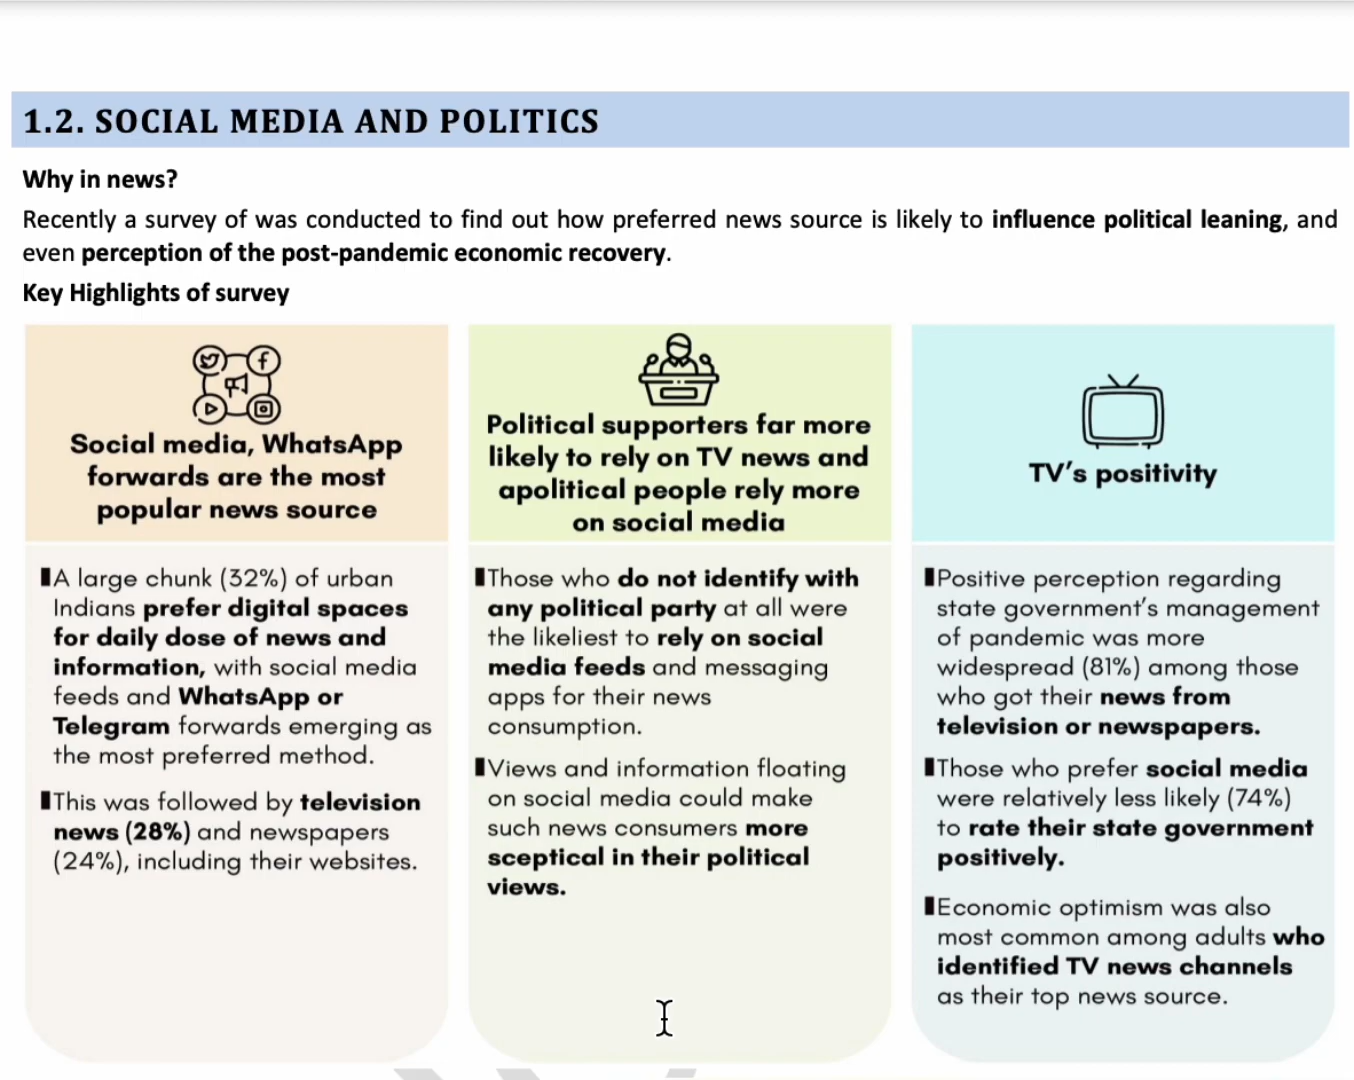 1.2. SOCIAL MEDIA AND POLITICS
Why in news?
Recently a survey of was conducted to find out how preferred news source is likely to influence political leaning, and
even perception of the post-pandemic economic recovery.
Key Highlights of survey
Social media, WhatsApp
forwards are the most
popular news source
A large chunk (32%) of urban
Indians prefer digital spaces
for daily dose of news and
information, with social media
feeds and WhatsApp or
Telegram forwards emerging as
the most preferred method.
This was followed by television
news (28%) and newspapers
(24%), including their websites.
Political supporters far more
likely to rely on TV news and
apolitical people rely more
on social media
Those who do not identify with
any political party at all were
the likeliest to rely on social
media feeds and messaging
apps for their news
consumption.
Views and information floating
on social media could make
such news consumers more
sceptical in their political
views.
TV's positivity
Positive perception regarding
state government's management
of pandemic was more
widespread (81%) among those
who got their news from
television or newspapers.
Those who prefer social media
were relatively less likely (74%)
to rate their state government
positively.
Economic optimism was also
most common among adults who
identified TV news channels
as their top news source.